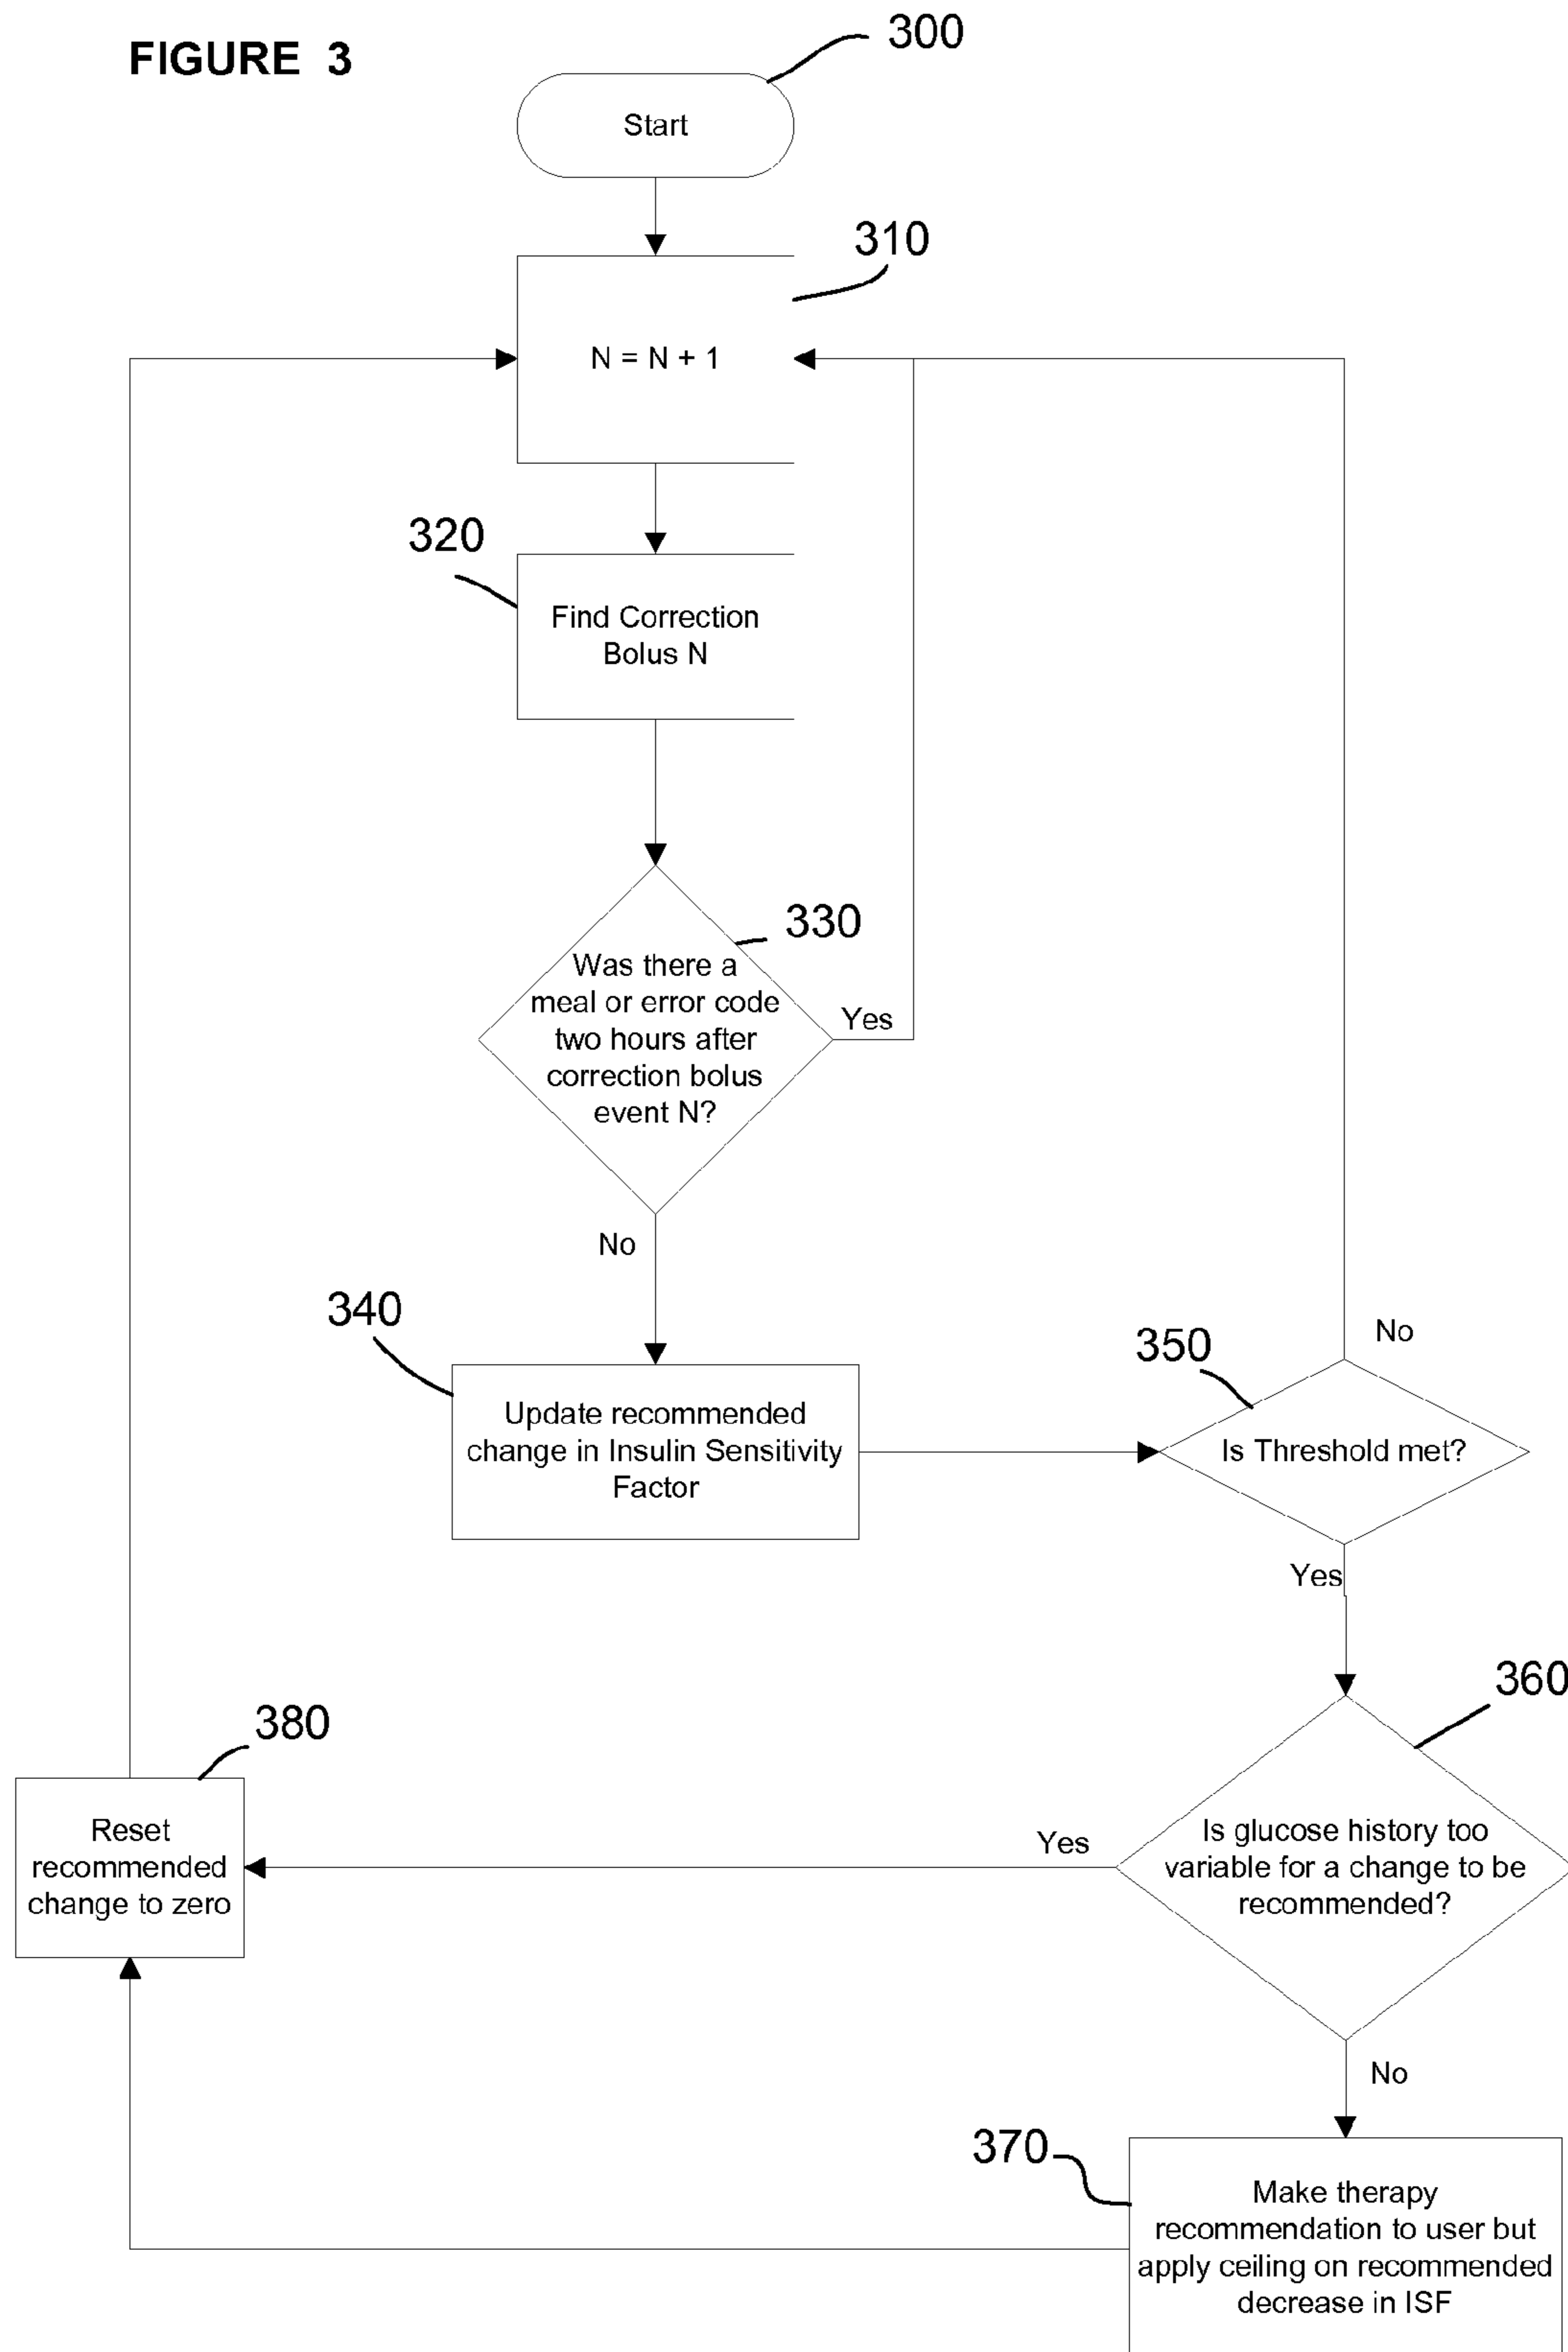 FIGURE 3
300
Start
310
N = N + 1
320
Find Correction
Bolus N
330
Was there a
meal or error code
two hours after
correction bolus
event N?
Yes
No
340
Update recommended
change in Insulin Sensitivity
Factor
350
No
Is Threshold met?
Yes
360
Is glucose history too
variable for a change to be
recommended?
Yes
380
Reset
recommended
change to zero
No
370
Make therapy
recommendation to user but
apply ceiling on recommended
decrease in ISF